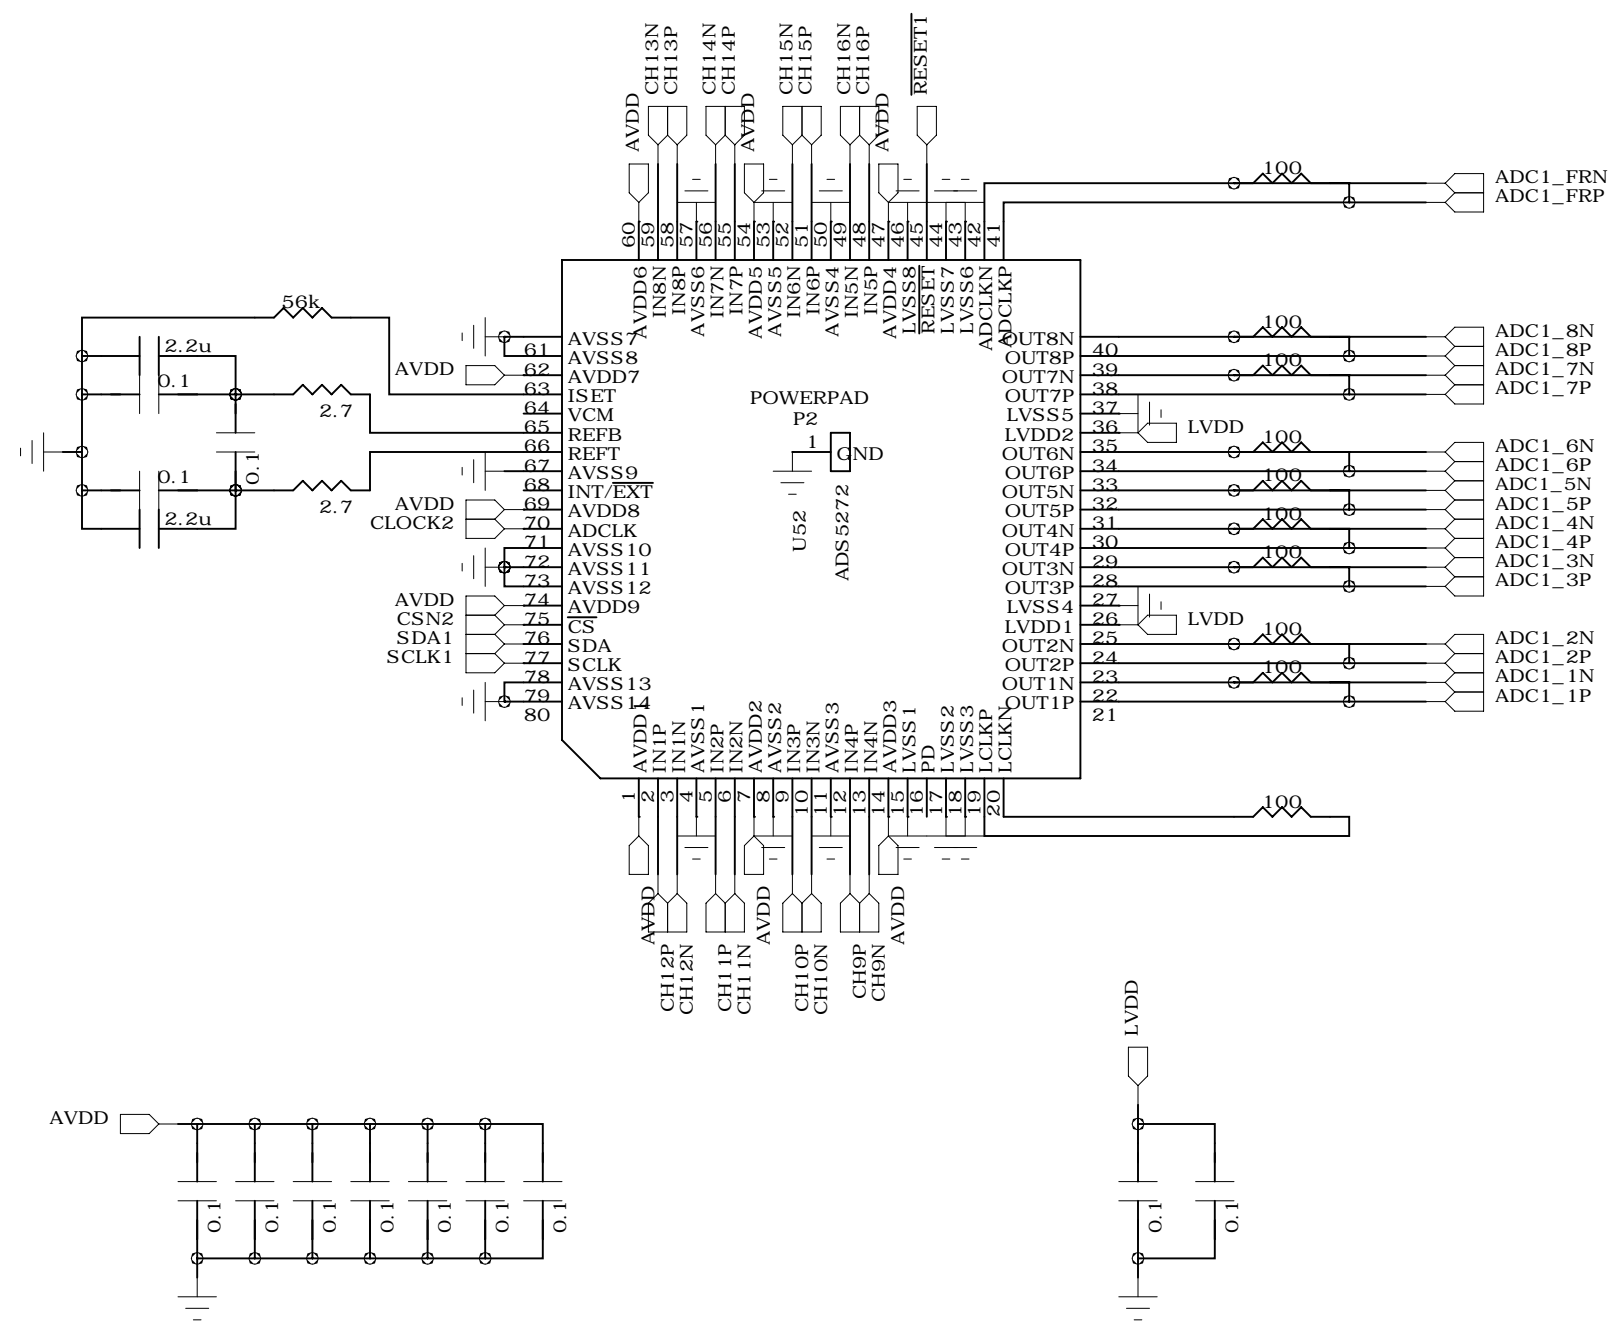 CH13N
CH13P
CH14N
CH14P
CH15N
CH15P
CH16N
CH16P
RESET1
AVDD
AVDD
AVDD
60
59
58
57
56
55
54
53
52
51
50
49
48
47
46
45
44
43
42
41
AVDD6
IN8N
IN8P
AVSS6
IN7N
IN7P
AVDD5
AVSS5
IN6N
IN6P
AVSS4
IN5N
IN5P
AVDD4
LVSS8
RESET
LVSS7
LVSS6
ADCLKN
ADCLKP
100
ADC1_FRN
ADC1_FRP
56k
2.2u
0.1
2.7
0.1
0.1
2.7
2.2u
AVDD
AVDD
CLOCK2
AVDD
CSN2
SDA1
SCLK1
61
62
63
64
65
66
67
68
69
70
71
72
73
74
75
76
77
78
79
80
AVSS7
AVSS8
AVDD7
ISET
VCM
REFB
REFT
AVSS9
INT/EXT
AVDD8
ADCLK
AVSS10
AVSS11
AVSS12
AVDD9
CS
SDA
SCLK
AVSS13
AVSS14
POWERPAD
P2
1
GND
U52
ADS5272
OUT8N
OUT8P
OUT7N
OUT7P
LVSS5
LVDD2
OUT6N
OUT6P
OUT5N
OUT5P
OUT4N
OUT4P
OUT3N
OUT3P
LVSS4
LVDD1
OUT2N
OUT2P
OUT1N
OUT1P
40
39
38
37
36
35
34
33
32
31
30
29
28
27
26
25
24
23
22
21
100
100
LVDD
100
100
100
100
LVDD
100
100
ADC1_8N
ADC1_8P
ADC1_7N
ADC1_7P
ADC1_6N
ADC1_6P
ADC1_5N
ADC1_5P
ADC1_4N
ADC1_4P
ADC1_3N
ADC1_3P
ADC1_2N
ADC1_2P
ADC1_1N
ADC1_1P
AVDD1
IN1P
IN1N
AVSS1
IN2P
IN2N
AVDD2
AVSS2
IN3P
IN3N
AVSS3
IN4P
IN4N
AVDD3
LVSS1
PD
LVSS2
LVSS3
LCLKP
LCLKN
1
2
3
4
5
6
7
8
9
10
11
12
13
14
15
16
17
18
19
20
100
AVDD
AVDD
AVDD
CH12P
CH12N
CH11P
CH11N
CH10P
CH10N
CH9P
CH9N
LVDD
AVDD
0.1
0.1
0.1
0.1
0.1
0.1
0.1
0.1
0.1